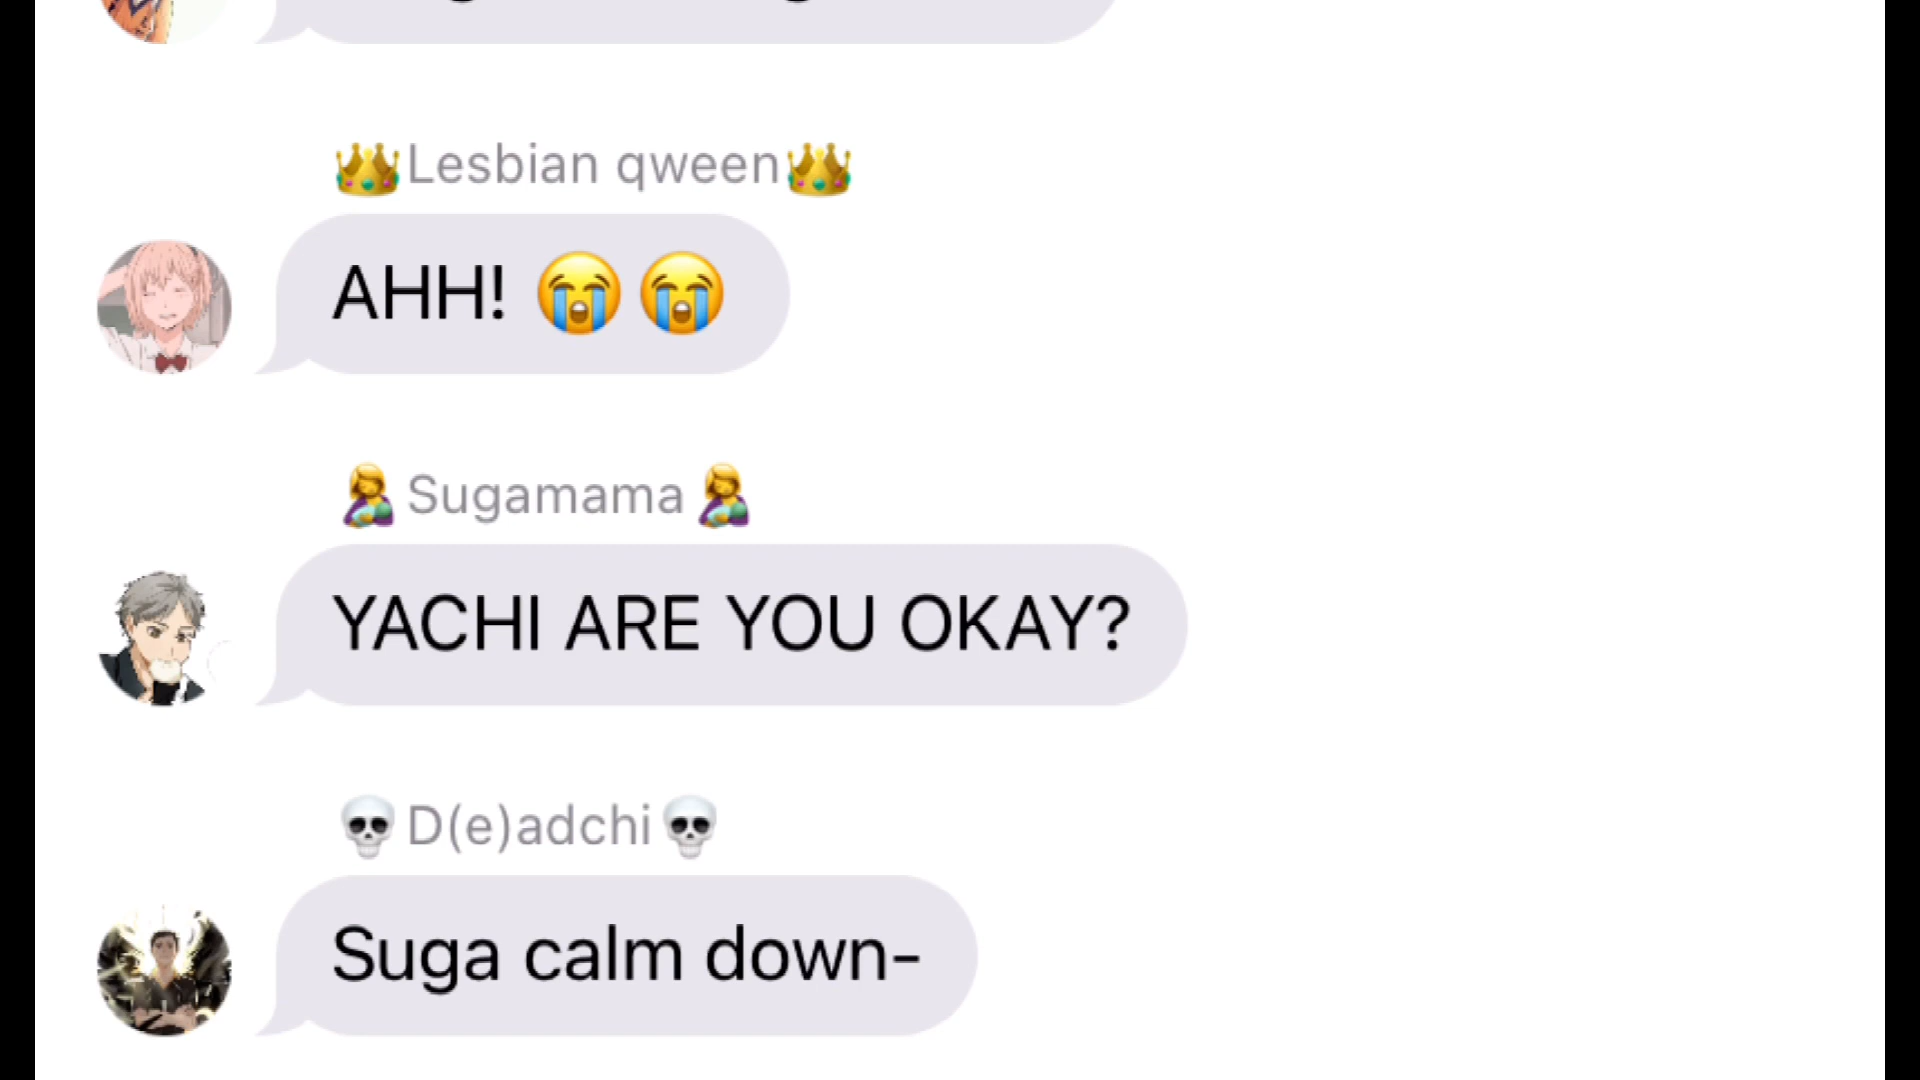 👑Lesbian qween👑
AHH! 😭😭
🤱Sugamama🤱
YACHI ARE YOU OKAY?
💀D(e)adchi💀
Suga calm down-